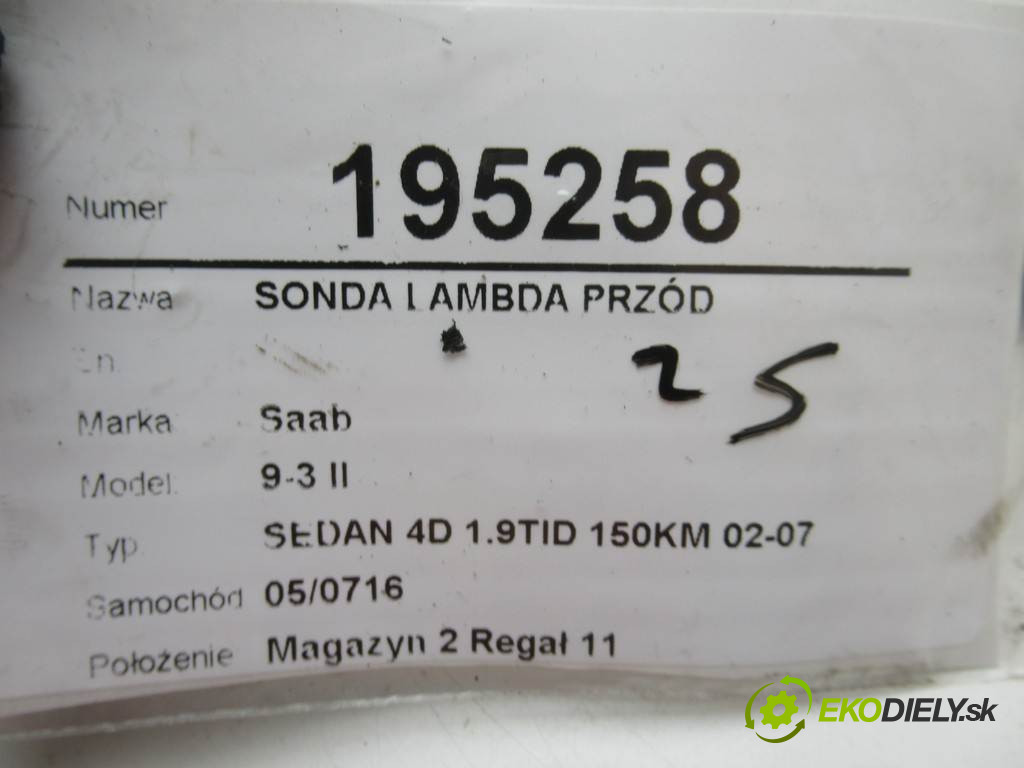 Numer 195258
Nazwa SONDA LAMBDA PRZÓD
25
Marka Saab
Model: 9-3 II
Typ SEDAN 4D 1.9TID 150KM 02-07
Samochód 05/0716
Położenie Magazyn 2 Regał 11
EKODIELY.sk